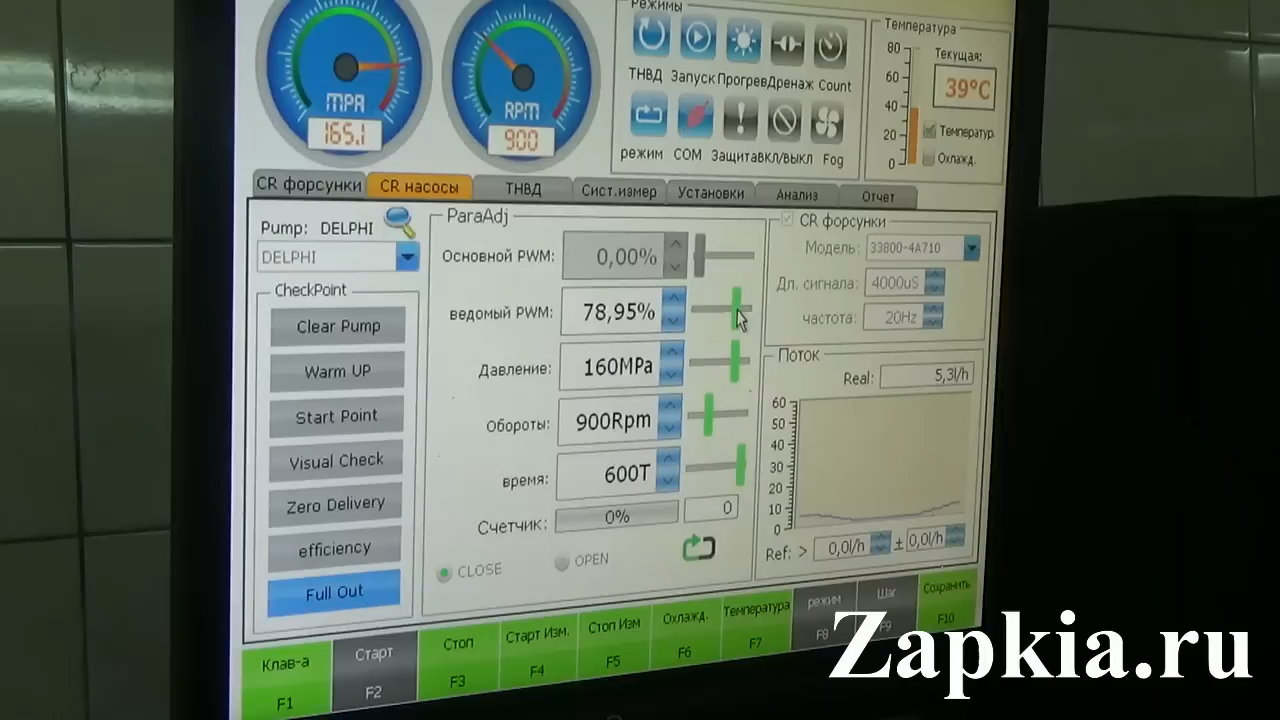 Режимы
ТНВД Запуск Прогрев Дренаж Count
режим COM Защита вкл/выкл Fog
MPA
165.1
RPM
900
Температура
80
60
40
20
0
Текущая:
39°C
Температур.
Охлажд.
CR форсунки CR насосы ТНВД Сист.измер Установки Анализ Отчет
Pump: DELPHI
DELPHI
CheckPoint
Clear Pump
Warm UP
Start Point
Visual Check
Zero Delivery
efficiency
Full Out
ParaAdj
Основной PWM: 0,00%
ведомый PWM: 78,95%
Давление: 160MPa
Обороты: 900Rpm
время: 600T
Счетчик: 0% 0
CLOSE OPEN
CR форсунки
Модель: 33800-4A710
Дл. сигнала: 4000uS
частота: 20Hz
Поток
Real: 5,3l/h
60
50
40
30
20
10
0
Ref: > 0,0l/h ± 0,0l/h
Клав-а Старт Стоп Старт Изм. Стоп Изм Охлажд. Температура режим Шаг Сохранить
F1 F2 F3 F4 F5 F6 F7 F8 F9 F10
Zapkia.ru